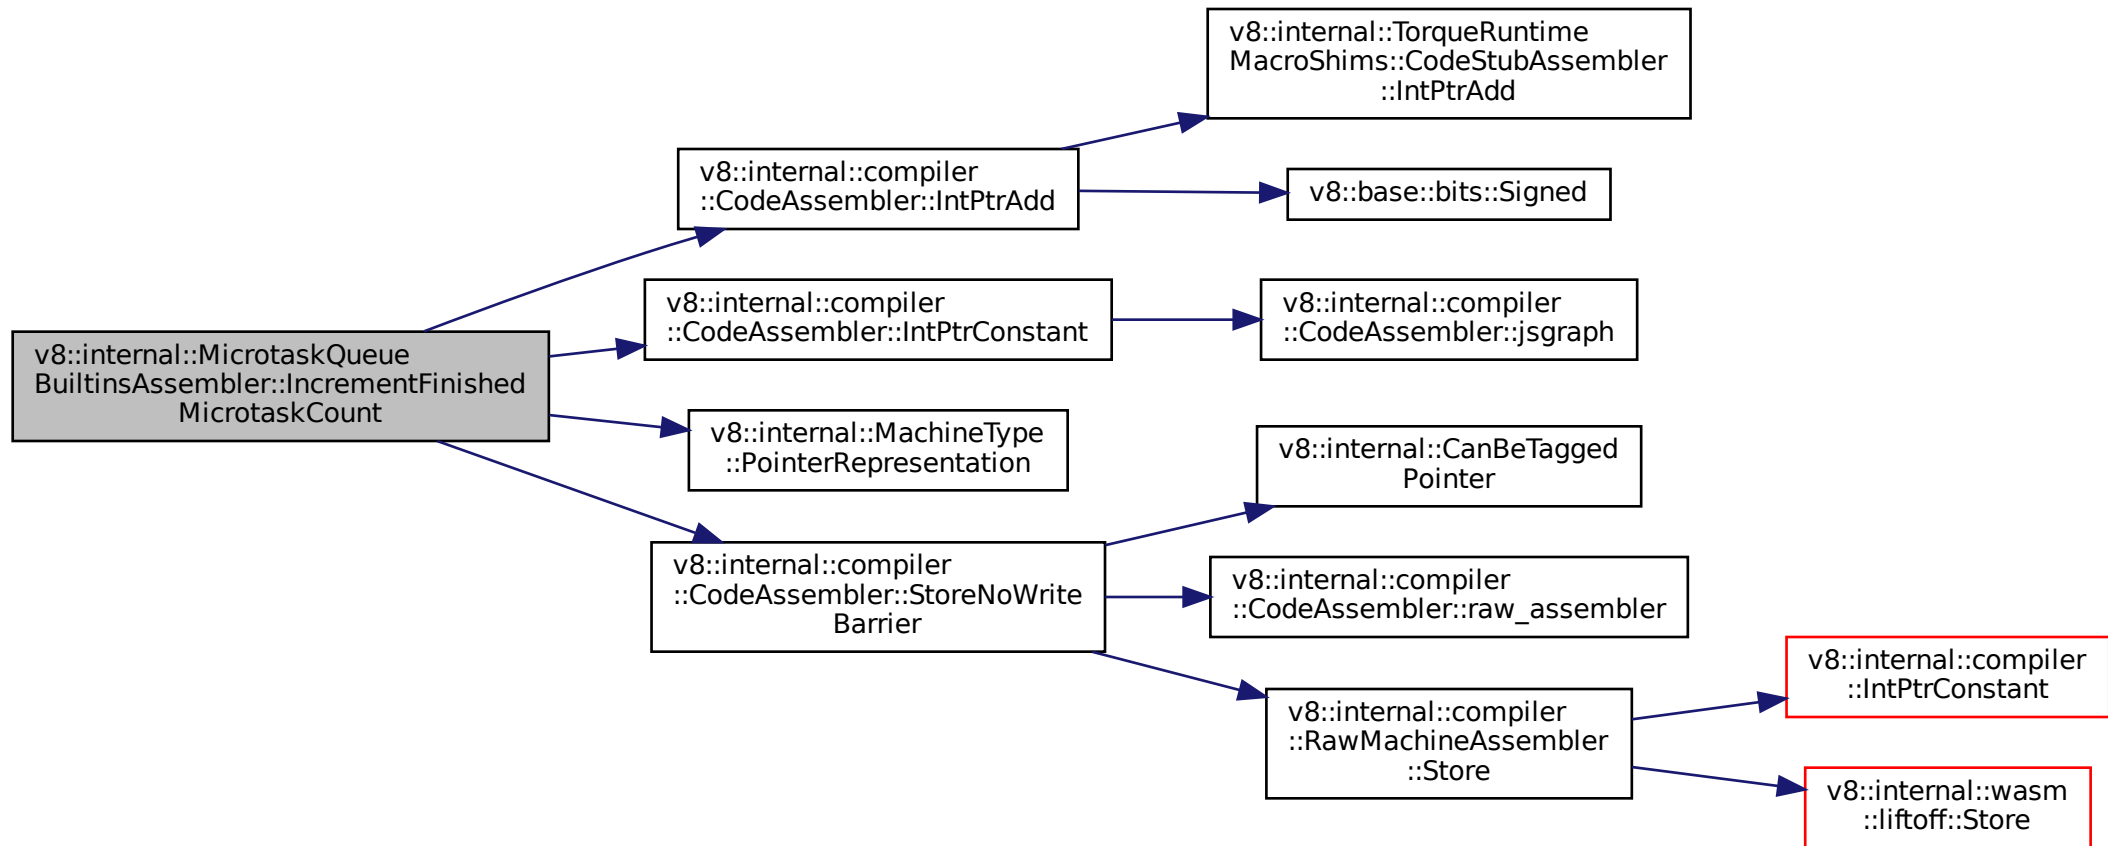 v8::internal::TorqueRuntime
MacroShims::CodeStubAssembler
::IntPtrAdd
v8::internal::compiler
::CodeAssembler::IntPtrAdd
v8::base::bits::Signed
v8::internal::compiler
::CodeAssembler::IntPtrConstant
v8::internal::compiler
::CodeAssembler::jsgraph
v8::internal::MicrotaskQueue
BuiltinsAssembler::IncrementFinished
MicrotaskCount
v8::internal::MachineType
::PointerRepresentation
v8::internal::CanBeTagged
Pointer
v8::internal::compiler
::CodeAssembler::StoreNoWrite
Barrier
v8::internal::compiler
::CodeAssembler::raw_assembler
v8::internal::compiler
::RawMachineAssembler
::Store
v8::internal::compiler
::IntPtrConstant
v8::internal::wasm
::liftoff::Store